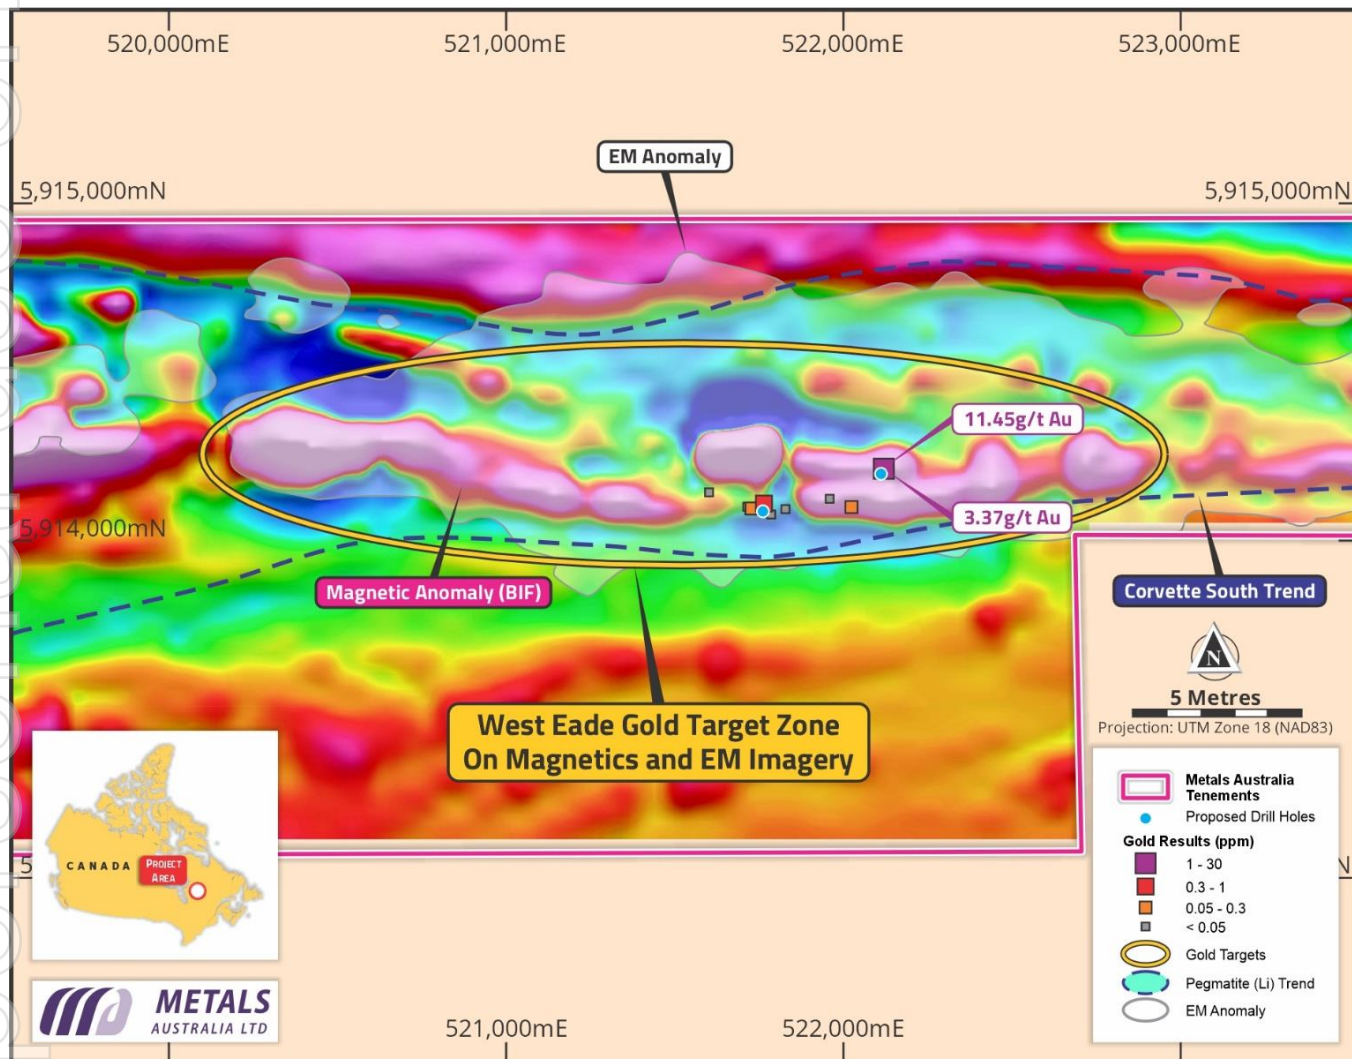 520,000mE
521,000mE
522,000mE
523,000mE
EM Anomaly
5,915,000mN
5,915,000mN
11.45g/t Au
3.37g/t Au
5,914,000mN
Magnetic Anomaly (BIF)
Corvette South Trend
N
5 Metres
Projection: UTM Zone 18 (NAD83)
West Eade Gold Target Zone
On Magnetics and EM Imagery
CANADA
PROJECT
AREA
Metals Australia
Tenements
Proposed Drill Holes
Gold Results (ppm)
1 - 30
0.3 - 1
0.05 - 0.3
< 0.05
Gold Targets
Pegmatite (Li) Trend
EM Anomaly
METALS
AUSTRALIA LTD
521,000mE
522,000mE